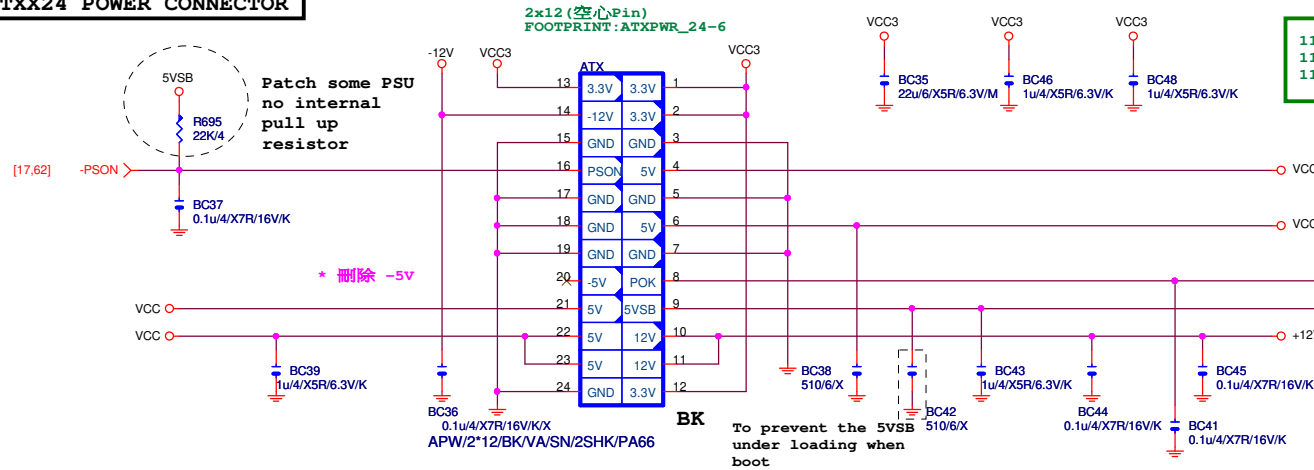 ATXX24 POWER CONNECTOR
2x12(空心Pin)
FOOTPRINT:ATXPWR_24-6
5VSB
R695
22K/4
Patch some PSU
no internal
pull up
resistor
[17,62]
-PSON
BC37
0.1u/4/X7R/16V/K
* 刪除 -5V
VCC
VCC
BC39
1u/4/X5R/6.3V/K
-12V
VCC3
VCC3
ATX
13 3.3V 3.3V 1
14 -12V 3.3V 2
15 GND GND 3
16 PSON 5V 4
17 GND GND 5
18 GND 5V 6
19 GND GND 7
20 -5V POK 8
21 5V 5VSB 9
22 5V 12V 10
23 5V 12V 11
24 GND 3.3V 12
BC36
0.1u/4/X7R/16V/K/X
APW/2*12/BK/VA/SN/2SHK/PA66
BK
VCC3
BC35
22u/6/X5R/6.3V/M
VCC3
BC46
1u/4/X5R/6.3V/K
VCC3
BC48
1u/4/X5R/6.3V/K
11
11
11
VCC
VCC
+12
BC38
510/6/X
BC42
510/6/X
BC43
1u/4/X5R/6.3V/K
BC44
0.1u/4/X7R/16V/K
BC45
0.1u/4/X7R/16V/K
BC41
0.1u/4/X7R/16V/K
To prevent the 5VSB
under loading when
boot